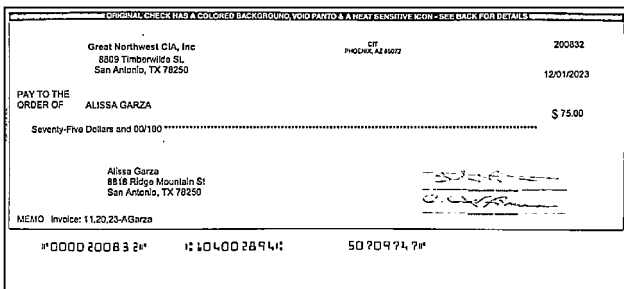 ORIGINAL CHECK HAS A COLORED BACKGROUND, VOID PANTO & A HEAT SENSITIVE ICON - SEE BACK FOR DETAILS
Great Northwest CIA, Inc
8809 Timberwilde St.
San Antonio, TX 78250
CIT
PHOENIX, AZ 85072
200832
12/01/2023
PAY TO THE
ORDER OF ALISSA GARZA
$ 75.00
Seventy-Five Dollars and 00/100
Alissa Garza
8816 Ridge Mountain St
San Antonio, TX 78250
MEMO Invoice: 11,20,23-AGarza
⑈0000200832⑈ ⑆104002894⑆ 50709747⑈